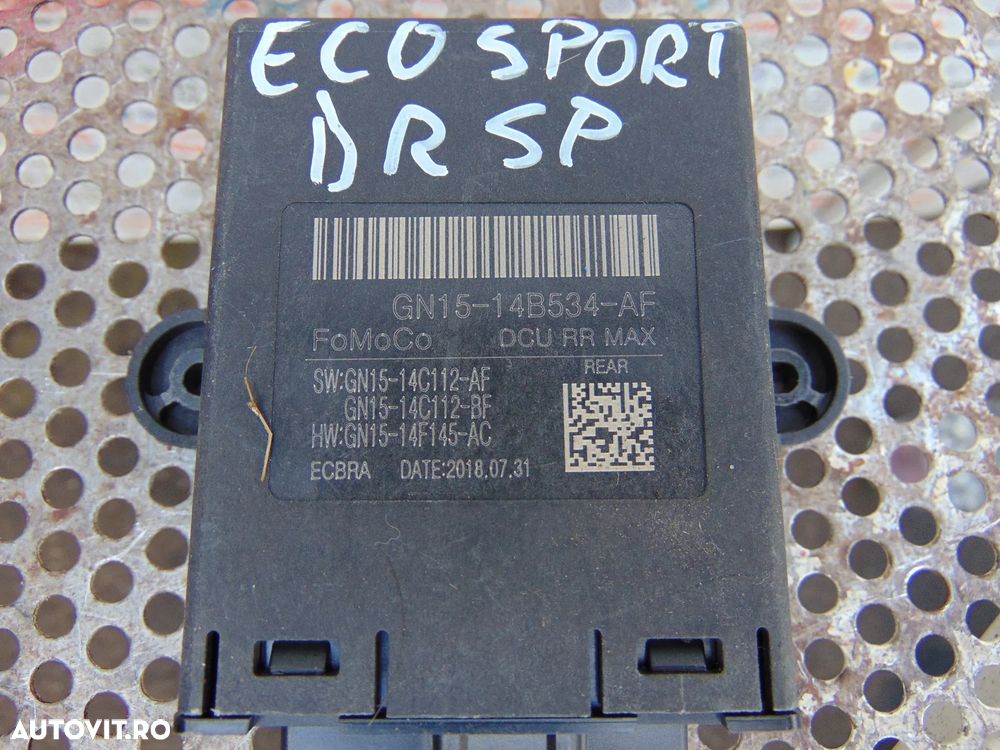 ECO SPORT
DR SP
GN15-14B534-AF
FoMoCo DCU RR MAX
REAR
SW:GN15-14C112-AF
GN15-14C112-BF
HW:GN15-14F145-AC
ECBRA DATE:2018.07.31
AUTOVIT.RO